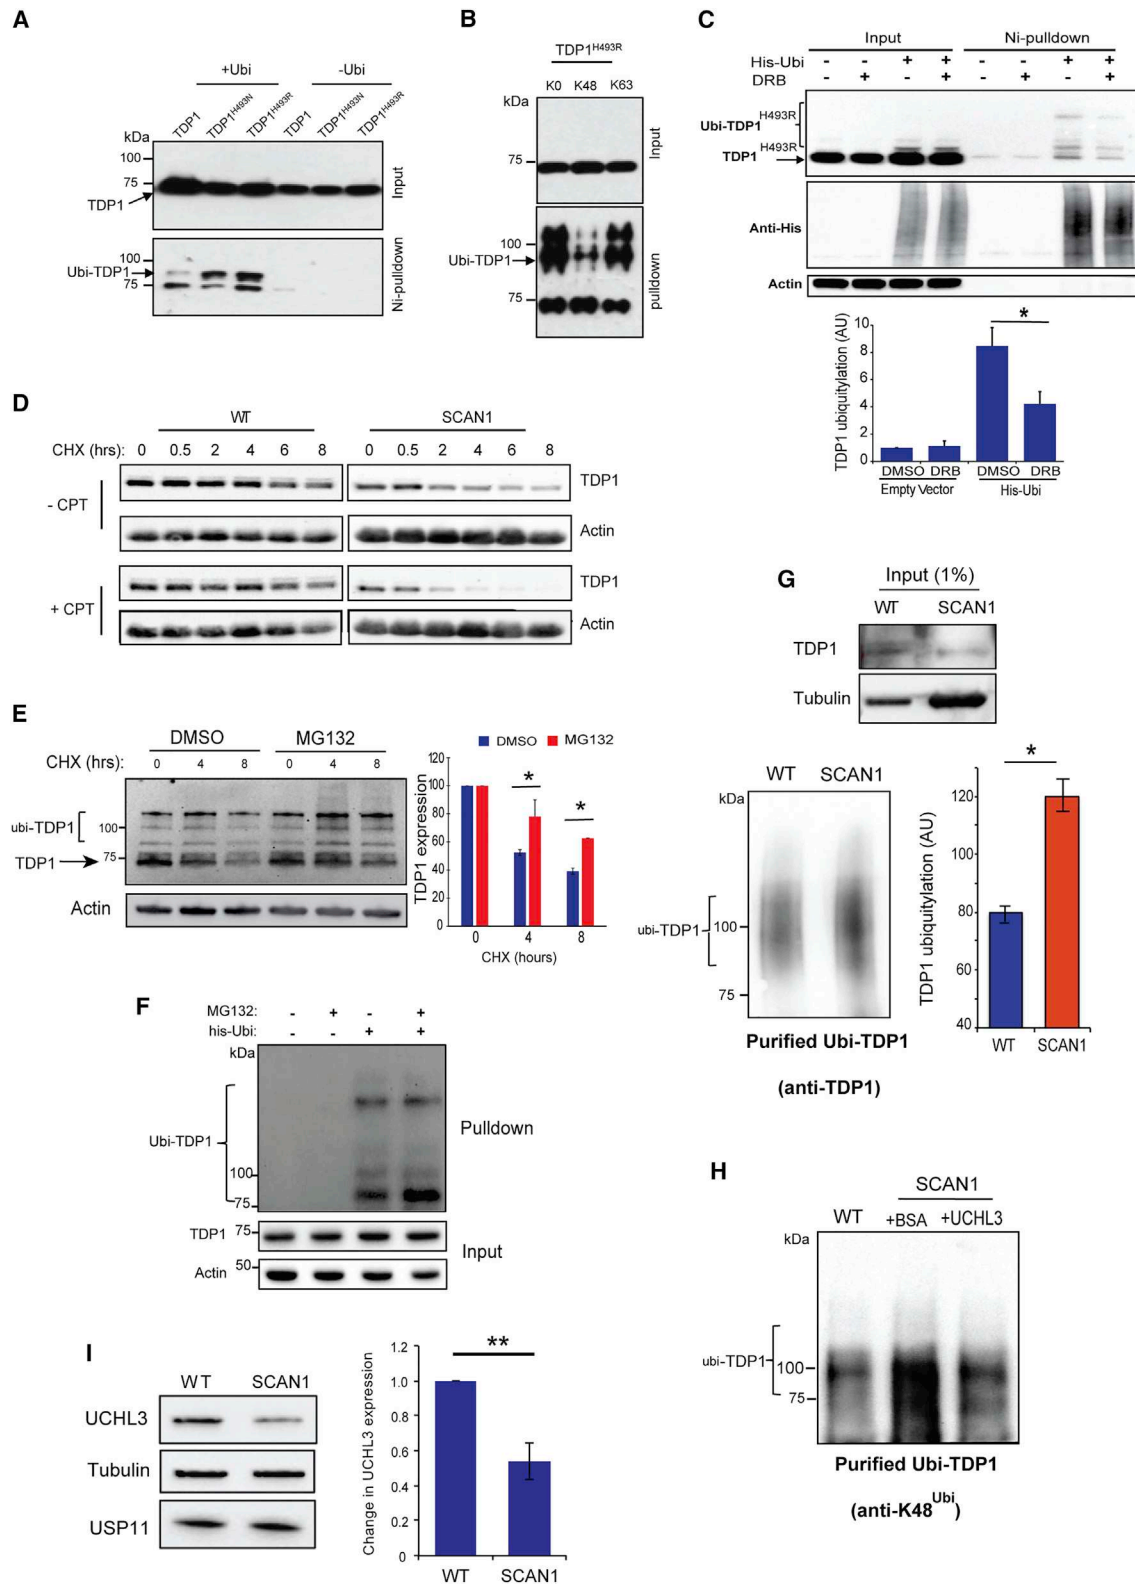 A
+Ubi
-Ubi
TDP1 TDP1H493N TDP1H493R TDP1 TDP1H493N TDP1H493R
kDa
100
75
TDP1
Input
100
Ubi-TDP1
75
Ni-pulldown
B
TDP1H493R
K0 K48 K63
kDa
75
Input
100
Ubi-TDP1
75
pulldown
C
Input Ni-pulldown
His-Ubi - - + + - - + +
DRB - + - + - + - +
Ubi-TDP1 H493R
TDP1 H493R
Anti-His
Actin
TDP1 ubiquitylation (AU)
10
8
6
4
2
0
*
DMSO DRB DMSO DRB
Empty Vector His-Ubi
D
WT SCAN1
CHX (hrs): 0 0.5 2 4 6 8 0 0.5 2 4 6 8
- CPT
TDP1
Actin
+ CPT
TDP1
Actin
E
DMSO MG132
CHX (hrs): 0 4 8 0 4 8
ubi-TDP1
100
TDP1
75
Actin
DMSO MG132
TDP1 expression
120
100
80
60
40
20
0
*
*
0 4 8
CHX (hours)
F
MG132: - + - +
his-Ubi: - - + +
kDa
Ubi-TDP1
100
75
Pulldown
TDP1 75
Input
Actin 50
G
Input (1%)
WT SCAN1
TDP1
Tubulin
WT SCAN1
kDa
ubi-TDP1 100
75
Purified Ubi-TDP1
(anti-TDP1)
TDP1 ubiquitylation (AU)
120
100
80
60
40
*
WT SCAN1
H
SCAN1
WT +BSA +UCHL3
kDa
ubi-TDP1
100
75
Purified Ubi-TDP1
(anti-K48Ubi)
I
WT SCAN1
UCHL3
Tubulin
USP11
Change in UCHL3 expression
1.2
1.0
0.8
0.6
0.4
0.2
0
**
WT SCAN1